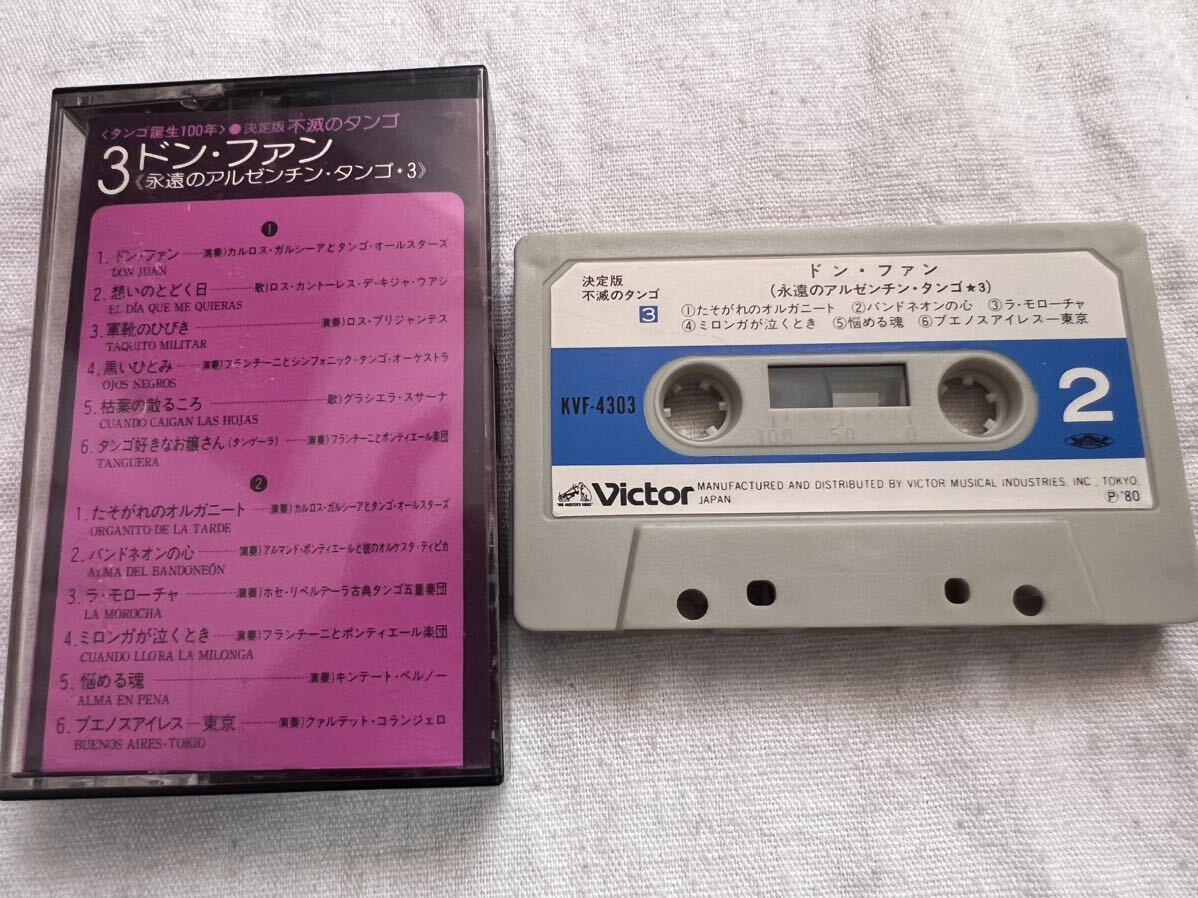 〈タンゴ誕生100年〉●決定版 不滅のタンゴ
3 ドン・ファン
《永遠のアルゼンチン・タンゴ*3》
❶
1. ドン・ファン……演奏)カルロス・ガルシーアとタンゴ・オールスターズ
DON JUAN
2. 想いのとどく日……歌)ロス・カントーレス・デ・キジャ・ウアシ
EL DÍA QUE ME QUIERAS
3. 軍靴のひびき……演奏)ロス・ブリジャンテス
TAQUITO MILITAR
4. 黒いひとみ……演奏)フランチーニとシンフォニック・タンゴ・オーケストラ
OJOS NEGROS
5. 枯葉の散るころ……歌)グラシエラ・スサーナ
CUANDO CAIGAN LAS HOJAS
6. タンゴ好きなお嬢さん(タンゲーラ)……演奏)フランチーニとポンティエール楽団
TANGUERA
❷
1. たそがれのオルガニート……演奏)カルロス・ガルシーアとタンゴ・オールスターズ
ORGANITO DE LA TARDE
2. バンドネオンの心……演奏)アルマンド・ポンティエールと彼のオルケスタ・ティピカ
ALMA DEL BANDONEÓN
3. ラ・モローチャ……演奏)ホセ・リベルテーラ古典タンゴ五重奏団
LA MOROCHA
4. ミロンガが泣くとき……演奏)フランチーニとポンティエール楽団
CUANDO LLORA LA MILONGA
5. 悩める魂……演奏)キンテート・ベルノー
ALMA EN PENA
6. ブエノスアイレス―東京……演奏)クァルテット・コランジェロ
BUENOS AIRES-TOKIO
決定版
不滅のタンゴ
3
ドン・ファン
(永遠のアルゼンチン・タンゴ★3)
①たそがれのオルガニート ②バンドネオンの心 ③ラ・モローチャ
④ミロンガが泣くとき ⑤悩める魂 ⑥ブエノスアイレス―東京
KVF-4303
100 50 0
2
"HIS MASTER'S VOICE"
Victor
MANUFACTURED AND DISTRIBUTED BY VICTOR MUSICAL INDUSTRIES, INC., TOKYO,
JAPAN
Ⓟ'80